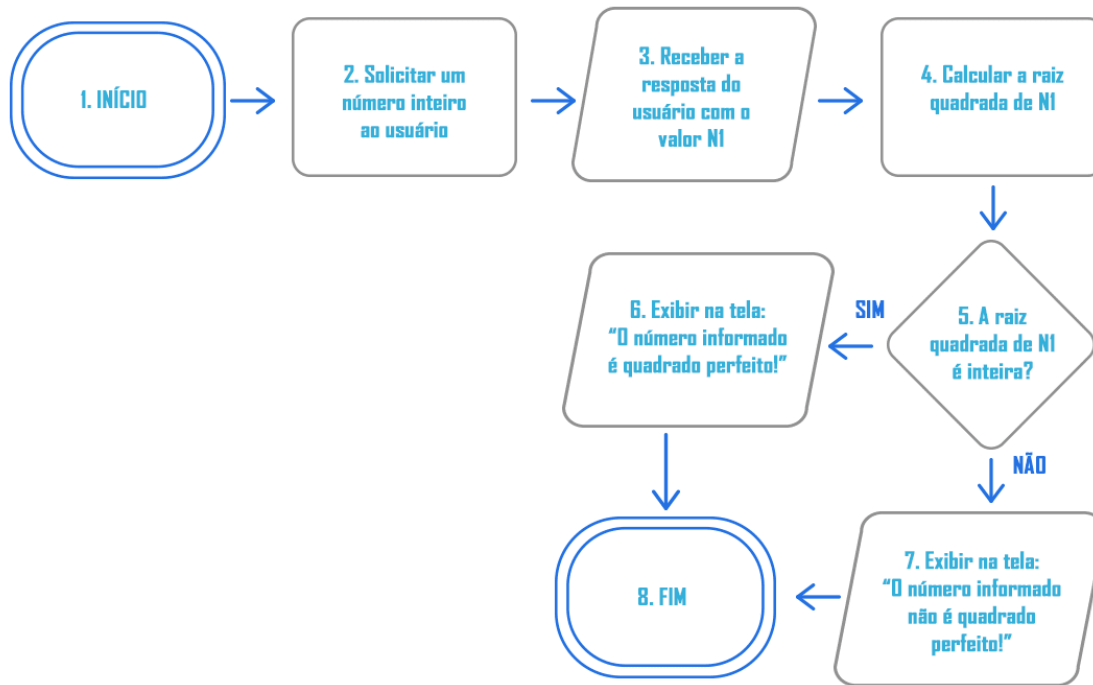 1. INÍCIO
2. Solicitar um
número inteiro
ao usuário
3. Receber a
resposta do
usuário com o
valor N1
4. Calcular a raiz
quadrada de N1
5. A raiz
quadrada de N1
é inteira?
SIM
6. Exibir na tela:
“O número informado
é quadrado perfeito!”
NÃO
7. Exibir na tela:
“O número informado
não é quadrado
perfeito!”
8. FIM